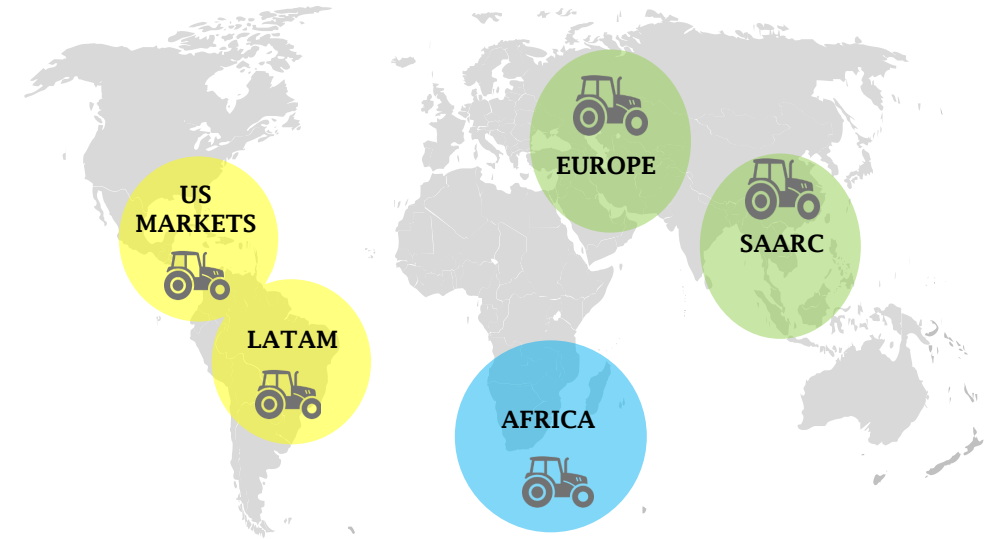 US
MARKETS
LATAM
EUROPE
SAARC
AFRICA